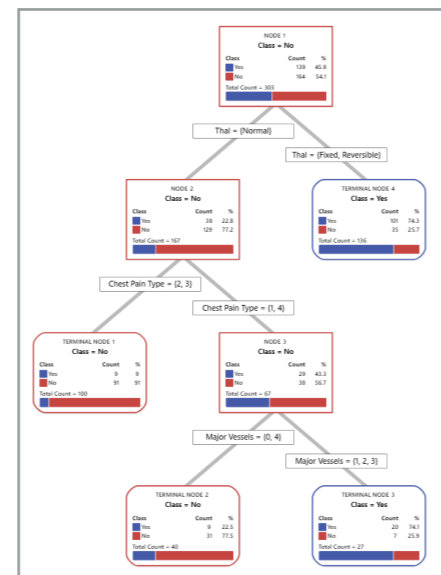 NODE 1
Class = No
Class Count %
Yes 139 45.9
No 164 54.1
Total Count = 303
Thal = {Normal}
Thal = {Fixed, Reversible}
NODE 2
Class = No
Class Count %
Yes 38 22.8
No 129 77.2
Total Count = 167
TERMINAL NODE 4
Class = Yes
Class Count %
Yes 101 74.3
No 35 25.7
Total Count = 136
Chest Pain Type = {2, 3}
Chest Pain Type = {1, 4}
TERMINAL NODE 1
Class = No
Class Count %
Yes 9 9
No 91 91
Total Count = 100
NODE 3
Class = No
Class Count %
Yes 29 43.3
No 38 56.7
Total Count = 67
Major Vessels = {0, 4}
Major Vessels = {1, 2, 3}
TERMINAL NODE 2
Class = No
Class Count %
Yes 9 22.5
No 31 77.5
Total Count = 40
TERMINAL NODE 3
Class = Yes
Class Count %
Yes 20 74.1
No 7 25.9
Total Count = 27